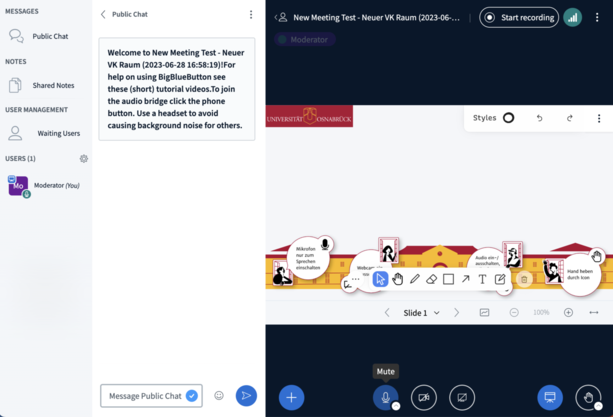 MESSAGES
Public Chat
NOTES
Shared Notes
USER MANAGEMENT
Waiting Users
USERS (1)
Mo
Moderator (You)
Public Chat
Welcome to New Meeting Test - Neuer
VK Raum (2023-06-28 16:58:19)!For
help on using BigBlueButton see
these (short) tutorial videos.To join
the audio bridge click the phone
button. Use a headset to avoid
causing background noise for others.
Message Public Chat
New Meeting Test - Neuer VK Raum (2023-06-...
Start recording
Moderator
UNIVERSITÄT OSNABRÜCK
Styles
Mikrofon
nur zum
Sprechen
einschalten
Audio ein-/
ausschalten,
Hand heben
durch Icon
T
Slide 1
100%
Mute